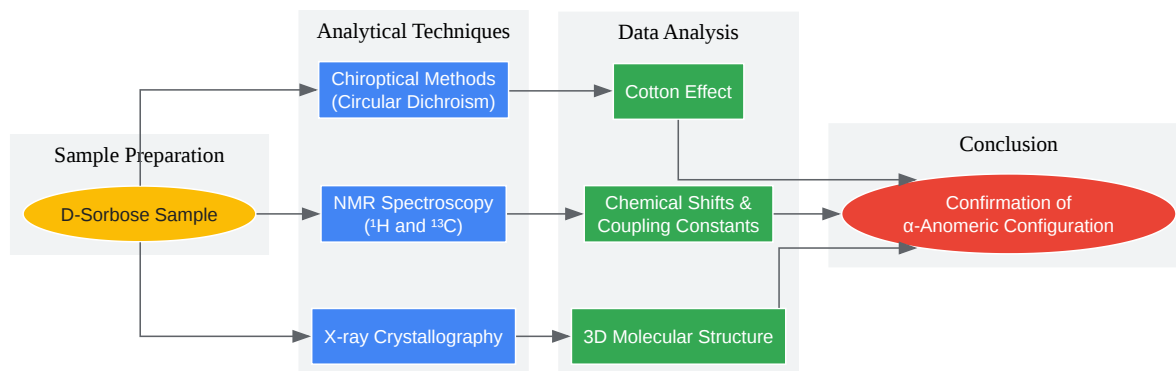 Analytical Techniques
Data Analysis
Chiroptical Methods
(Circular Dichroism)
Cotton Effect
Sample Preparation
Conclusion
D-Sorbose Sample
NMR Spectroscopy
(¹H and ¹³C)
Chemical Shifts &
Coupling Constants
Confirmation of
α-Anomeric Configuration
X-ray Crystallography
3D Molecular Structure